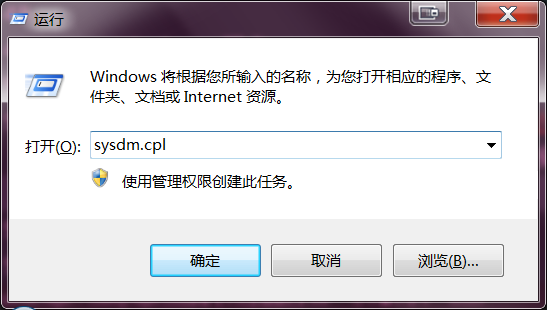 运行
Windows 将根据您所输入的名称，为您打开相应的程序、文
件夹、文档或 Internet 资源。
打开(O): sysdm.cpl
使用管理权限创建此任务。
确定 取消 浏览(B)...